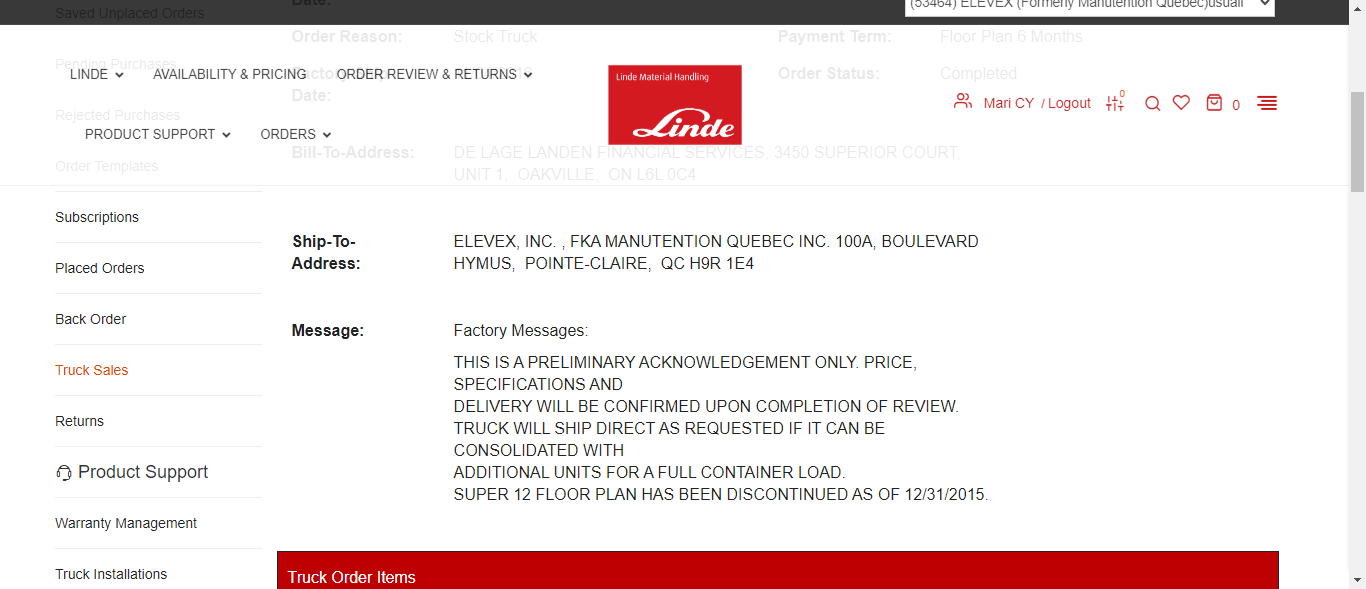 Saved Unplaced Orders
Date:
(53464) ELEVEX (Formerly Manutention Quebec)usuall
Order Reason:
Stock Truck
Payment Term:
Floor Plan 6 Months
Pending Purchases
LINDE
AVAILABILITY & PRICING
ORDER REVIEW & RETURNS
Linde Material Handling
Linde
Factory
Date:
Order Status:
Completed
Mari CY / Logout
0
0
Rejected Purchases
PRODUCT SUPPORT
ORDERS
Order Templates
Bill-To-Address:
DE LAGE LANDEN FINANCIAL SERVICES, 3450 SUPERIOR COURT,
UNIT 1, OAKVILLE, ON L6L 0C4
Subscriptions
Placed Orders
Back Order
Truck Sales
Returns
Product Support
Warranty Management
Truck Installations
Ship-To-
Address:
ELEVEX, INC. , FKA MANUTENTION QUEBEC INC. 100A, BOULEVARD
HYMUS, POINTE-CLAIRE, QC H9R 1E4
Message:
Factory Messages:
THIS IS A PRELIMINARY ACKNOWLEDGEMENT ONLY. PRICE,
SPECIFICATIONS AND
DELIVERY WILL BE CONFIRMED UPON COMPLETION OF REVIEW.
TRUCK WILL SHIP DIRECT AS REQUESTED IF IT CAN BE
CONSOLIDATED WITH
ADDITIONAL UNITS FOR A FULL CONTAINER LOAD.
SUPER 12 FLOOR PLAN HAS BEEN DISCONTINUED AS OF 12/31/2015.
Truck Order Items